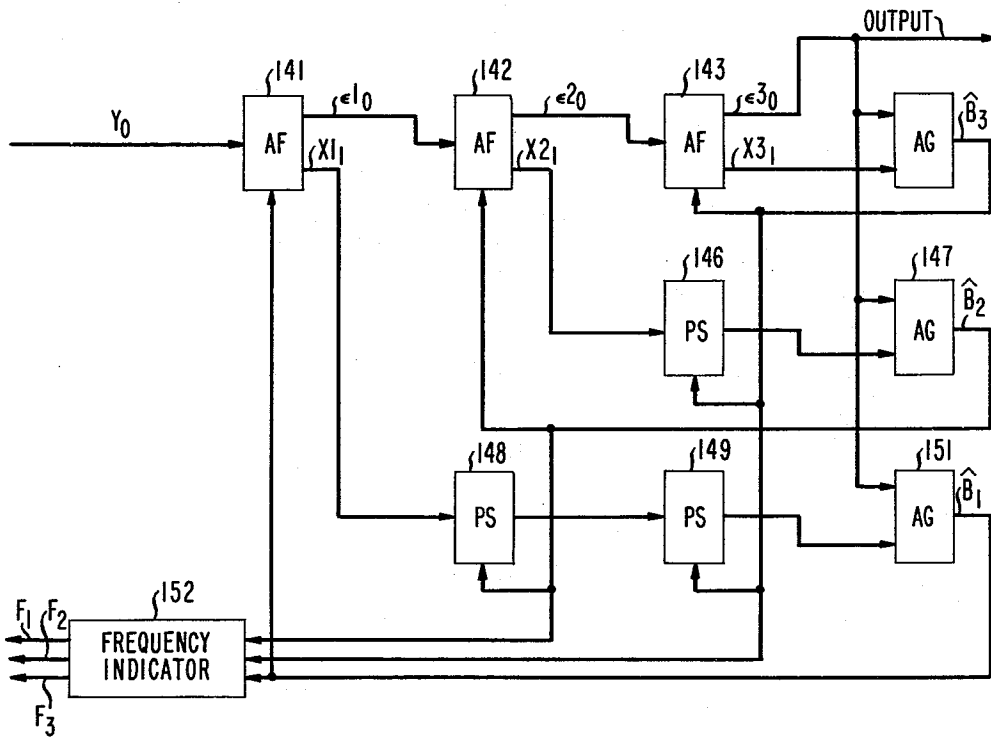 OUTPUT
141
142
143
Y₀
AF
ϵ1₀
X1₁
AF
ϵ2₀
X2₁
AF
ϵ3₀
X3₁
AG
B̂₃
146
PS
147
AG
B̂₂
148
PS
149
PS
151
AG
B̂₁
152
FREQUENCY
INDICATOR
F₁
F₂
F₃